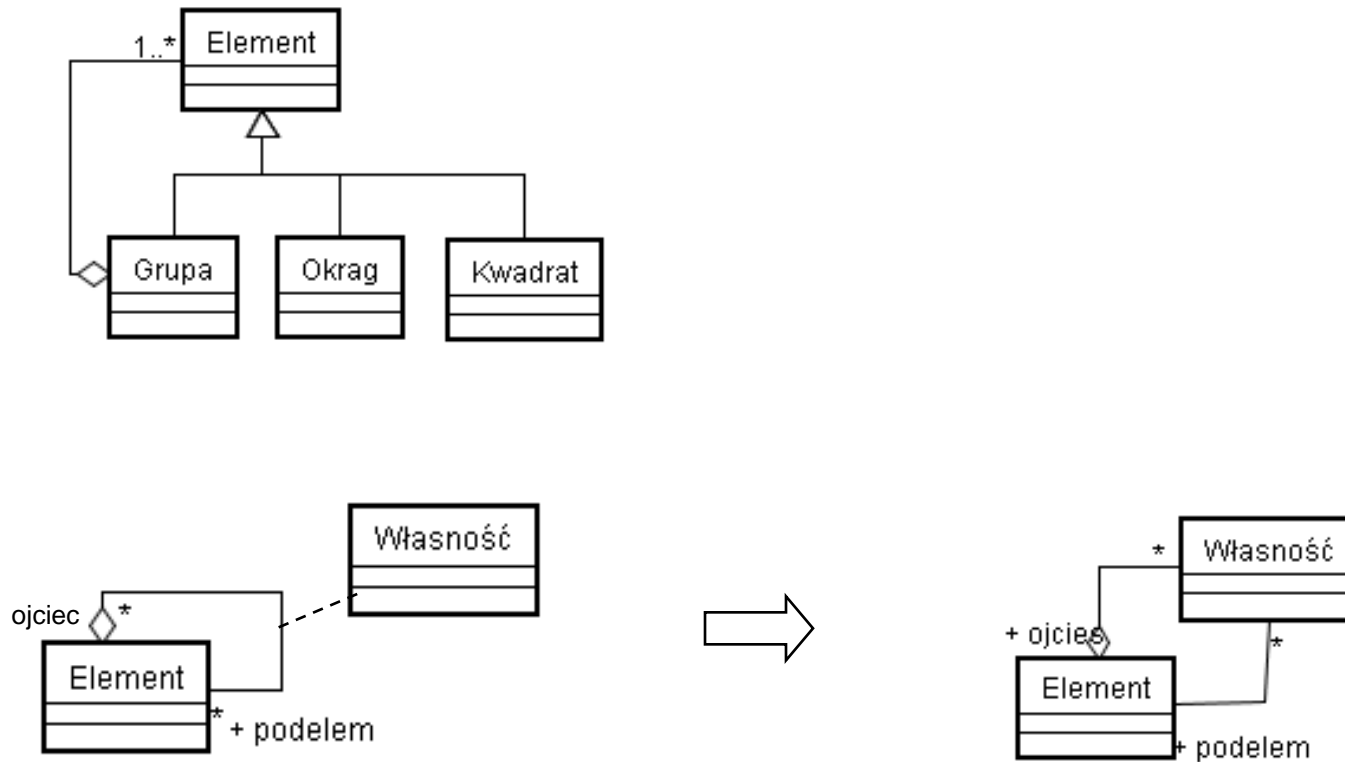 1..*
Element
Grupa
Okrag
Kwadrat
Własność
ojciec
*
Element
*
+ podelem
Własność
*
+ ojcies
*
Element
+ podelem